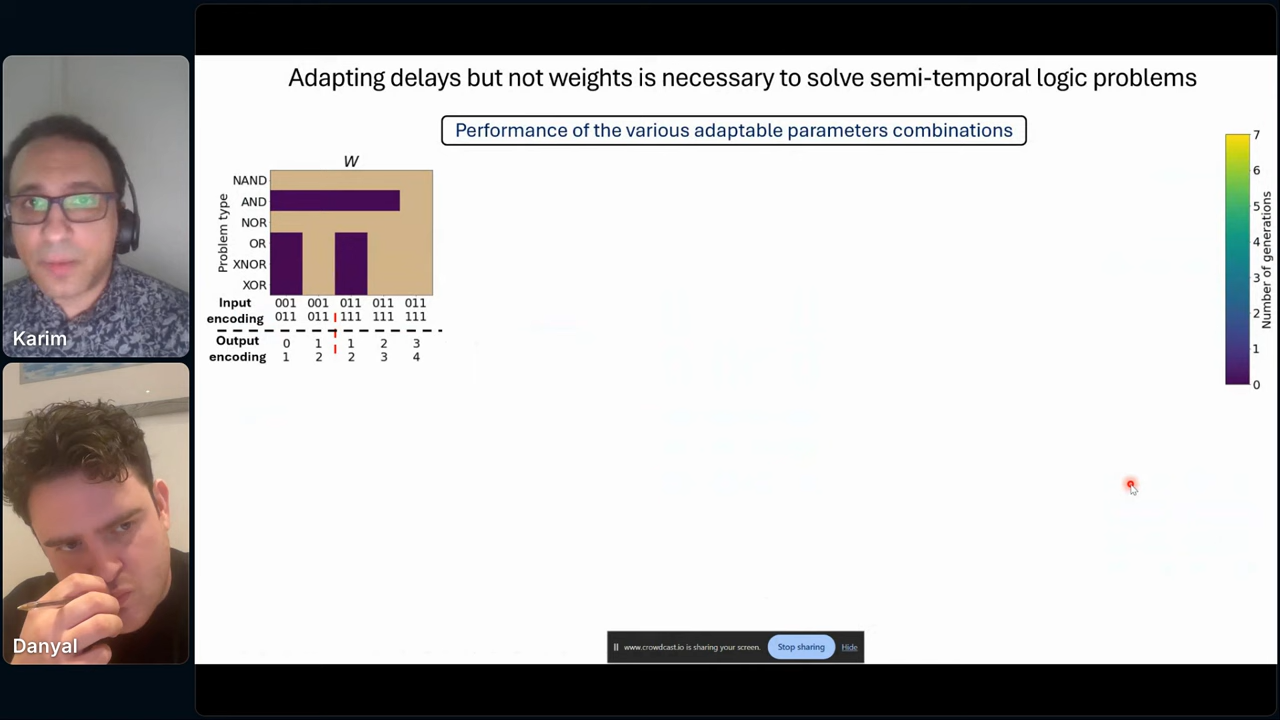 Adapting delays but not weights is necessary to solve semi-temporal logic problems
Performance of the various adaptable parameters combinations
W
Problem type
NAND
AND
NOR
OR
XNOR
XOR
Input encoding
001 001 011 011 011
011 011 111 111 111
Output encoding
0 1 1 2 3
1 2 2 3 4
7
6
5
4
3
2
1
0
Number of generations
Karim
Danyal
www.crowdcast.io is sharing your screen.
Stop sharing
Hide